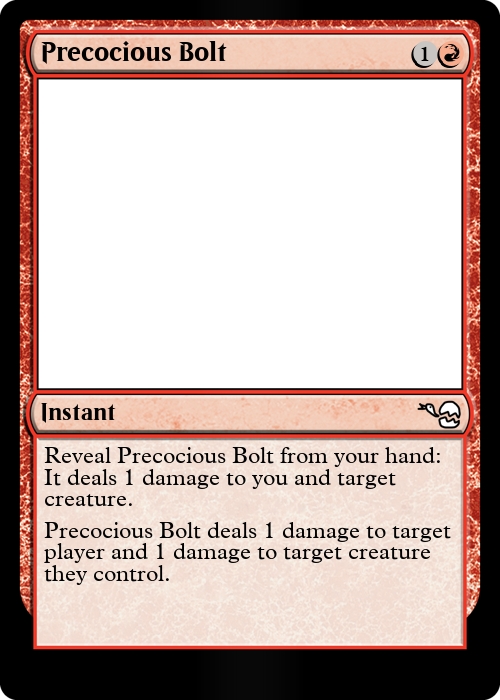 Precocious Bolt 1
Instant
Reveal Precocious Bolt from your hand:
It deals 1 damage to you and target
creature.
Precocious Bolt deals 1 damage to target
player and 1 damage to target creature
they control.